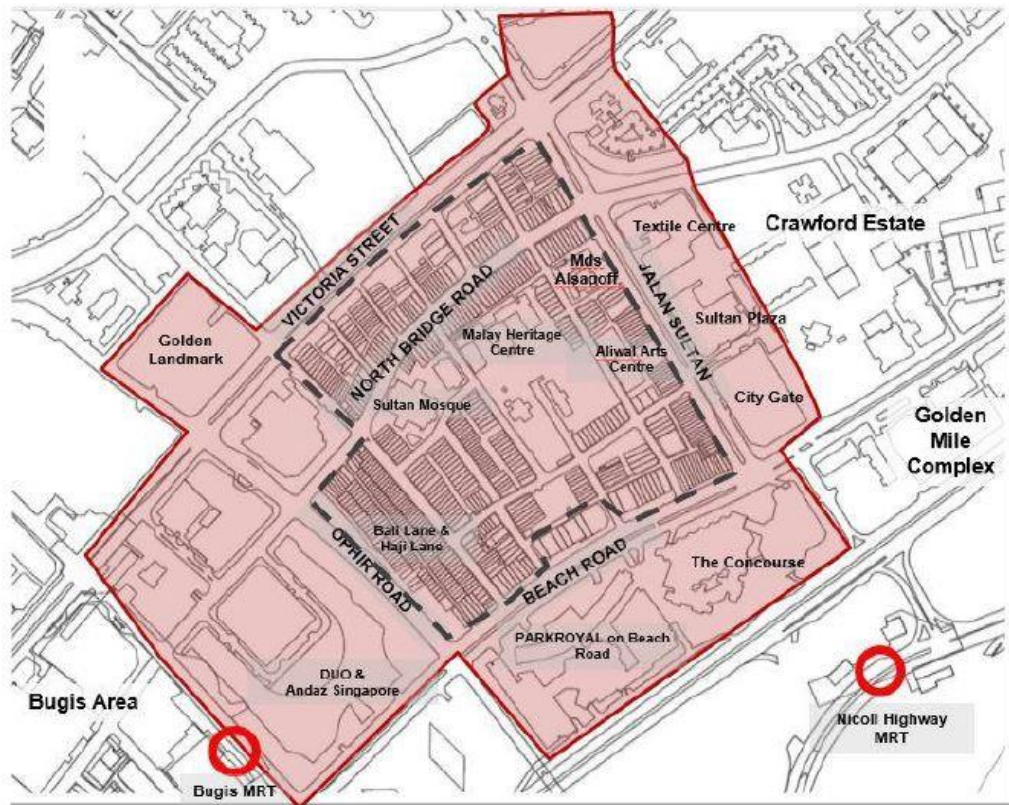 Textile Centre
Crawford Estate
VICTORIA STREET
Mds
Alsagoff
JALAN SULTAN
NORTH BRIDGE ROAD
Golden
Landmark
Malay Heritage
Centre
Sultan Plaza
Aliwal Arts
Centre
Sultan Mosque
City Gate
Golden
Mile
Complex
Bali Lane &
Haji Lane
OPHIR ROAD
BEACH ROAD
The Concourse
PARKROYAL on Beach
Road
DUO &
Andaz Singapore
Bugis Area
Nicoll Highway
MRT
Bugis MRT